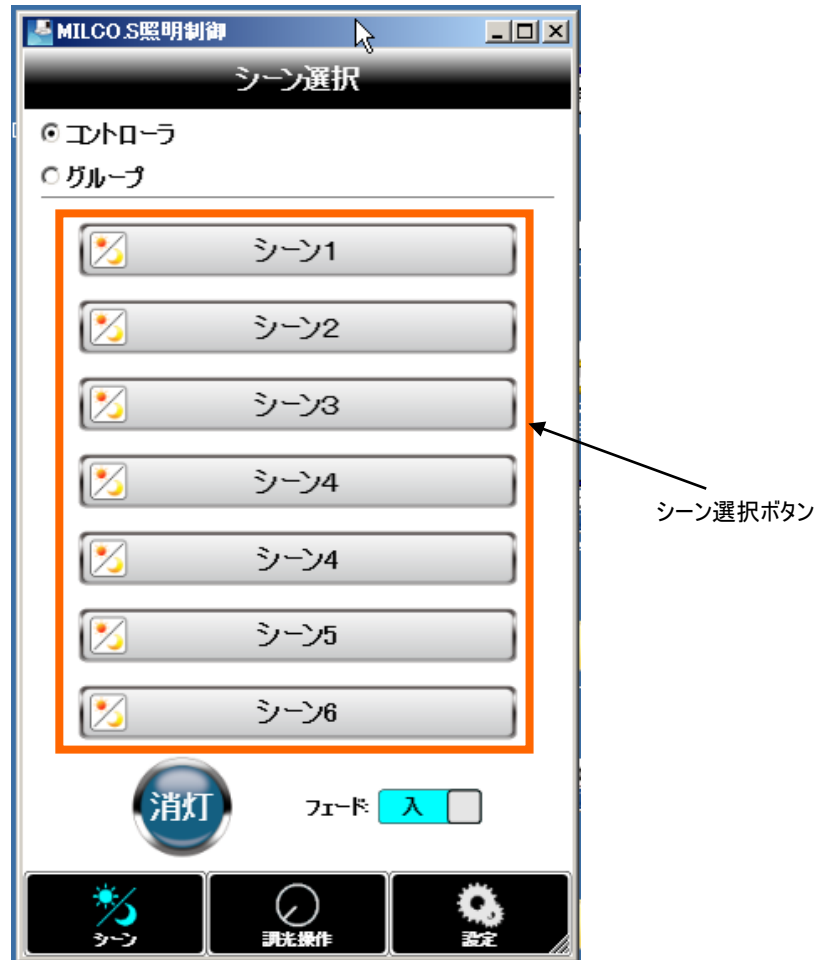 MILCO.S照明制御
シーン選択
コントローラ
グループ
シーン1
シーン2
シーン3
シーン4
シーン4
シーン5
シーン6
シーン選択ボタン
消灯
フェード: 入
シーン
調光操作
設定